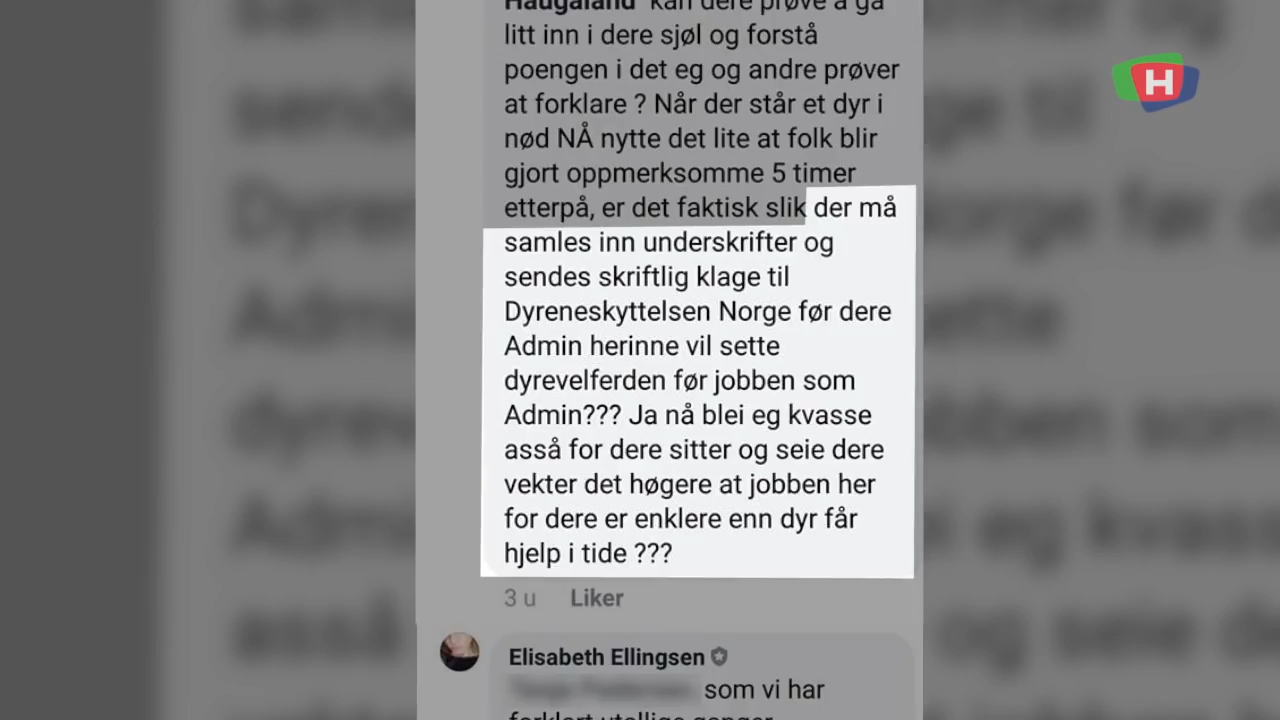 Haugaland kan dere prøve å gå
litt inn i dere sjøl og forstå
poengen i det eg og andre prøver
at forklare ? Når der står et dyr i
nød NÅ nytte det lite at folk blir
gjort oppmerksomme 5 timer
etterpå, er det faktisk slik der må
samles inn underskrifter og
sendes skriftlig klage til
Dyreneskyttelsen Norge før dere
Admin herinne vil sette
dyrevelferden før jobben som
Admin??? Ja nå blei eg kvasse
asså for dere sitter og seie dere
vekter det høgere at jobben her
for dere er enklere enn dyr får
hjelp i tide ???
3 u Liker
Elisabeth Ellingsen
som vi har
forklart utallige ganger
H